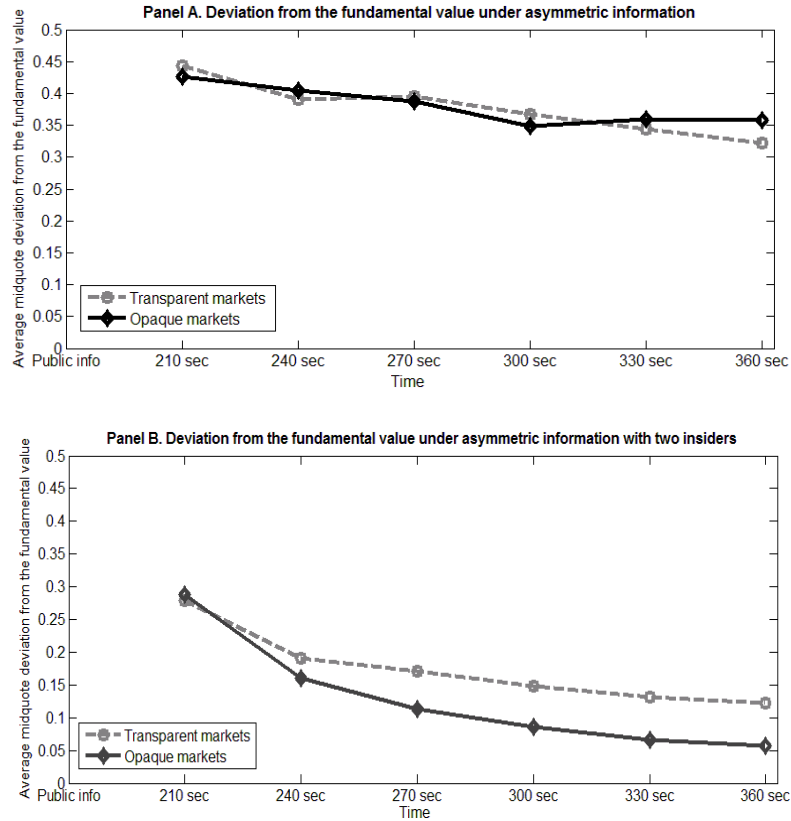 Panel A. Deviation from the fundamental value under asymmetric information
Average midquote deviation from the fundamental value
0.5
0.45
0.4
0.35
0.3
0.25
0.2
0.15
0.1
0.05
0
Transparent markets
Opaque markets
Public info 210 sec 240 sec 270 sec 300 sec 330 sec 360 sec
Time
Panel B. Deviation from the fundamental value under asymmetric information with two insiders
Average midquote deviation from the fundamental value
0.5
0.45
0.4
0.35
0.3
0.25
0.2
0.15
0.1
0.05
0
Transparent markets
Opaque markets
Public info 210 sec 240 sec 270 sec 300 sec 330 sec 360 sec
Time